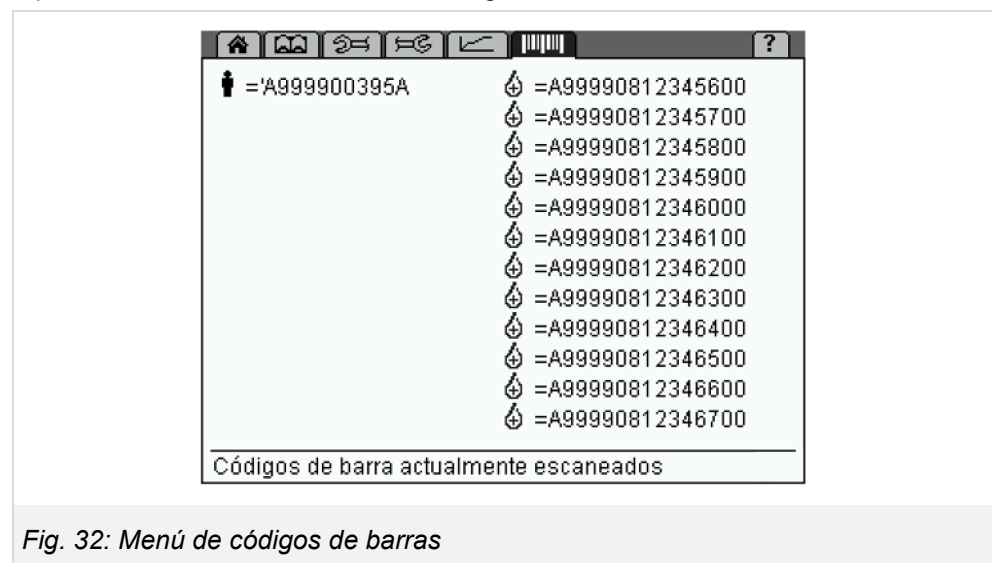 ?
='A999900395A
=A99990812345600
=A99990812345700
=A99990812345800
=A99990812345900
=A99990812346000
=A99990812346100
=A99990812346200
=A99990812346300
=A99990812346400
=A99990812346500
=A99990812346600
=A99990812346700
Códigos de barra actualmente escaneados
Fig. 32: Menú de códigos de barras